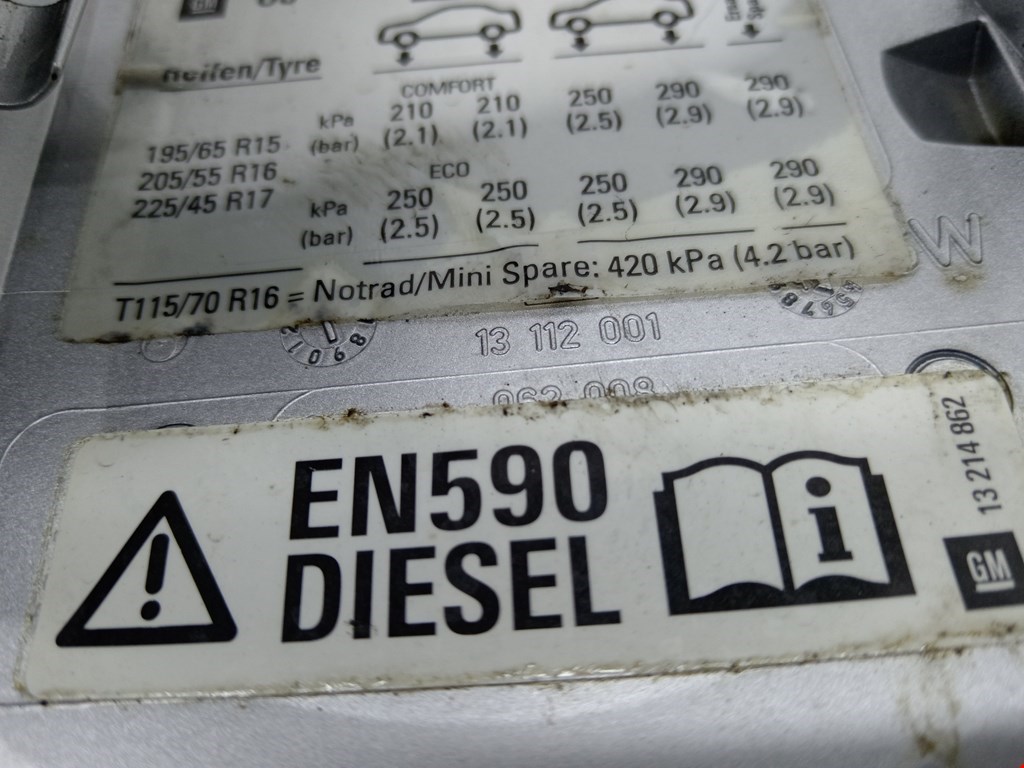 GM
Reifen/Tyre
COMFORT
kPa 210 210 250 290 290
195/65 R15 (bar) (2.1) (2.1) (2.5) (2.9) (2.9)
205/55 R16
ECO
225/45 R17 kPa 250 250 250 290 290
(bar) (2.5) (2.5) (2.5) (2.9) (2.9)
T115/70 R16 = Notrad/Mini Spare: 420 kPa (4.2 bar)
W
13 112 001
062 008
EN590
DIESEL
i
13 214 862
GM